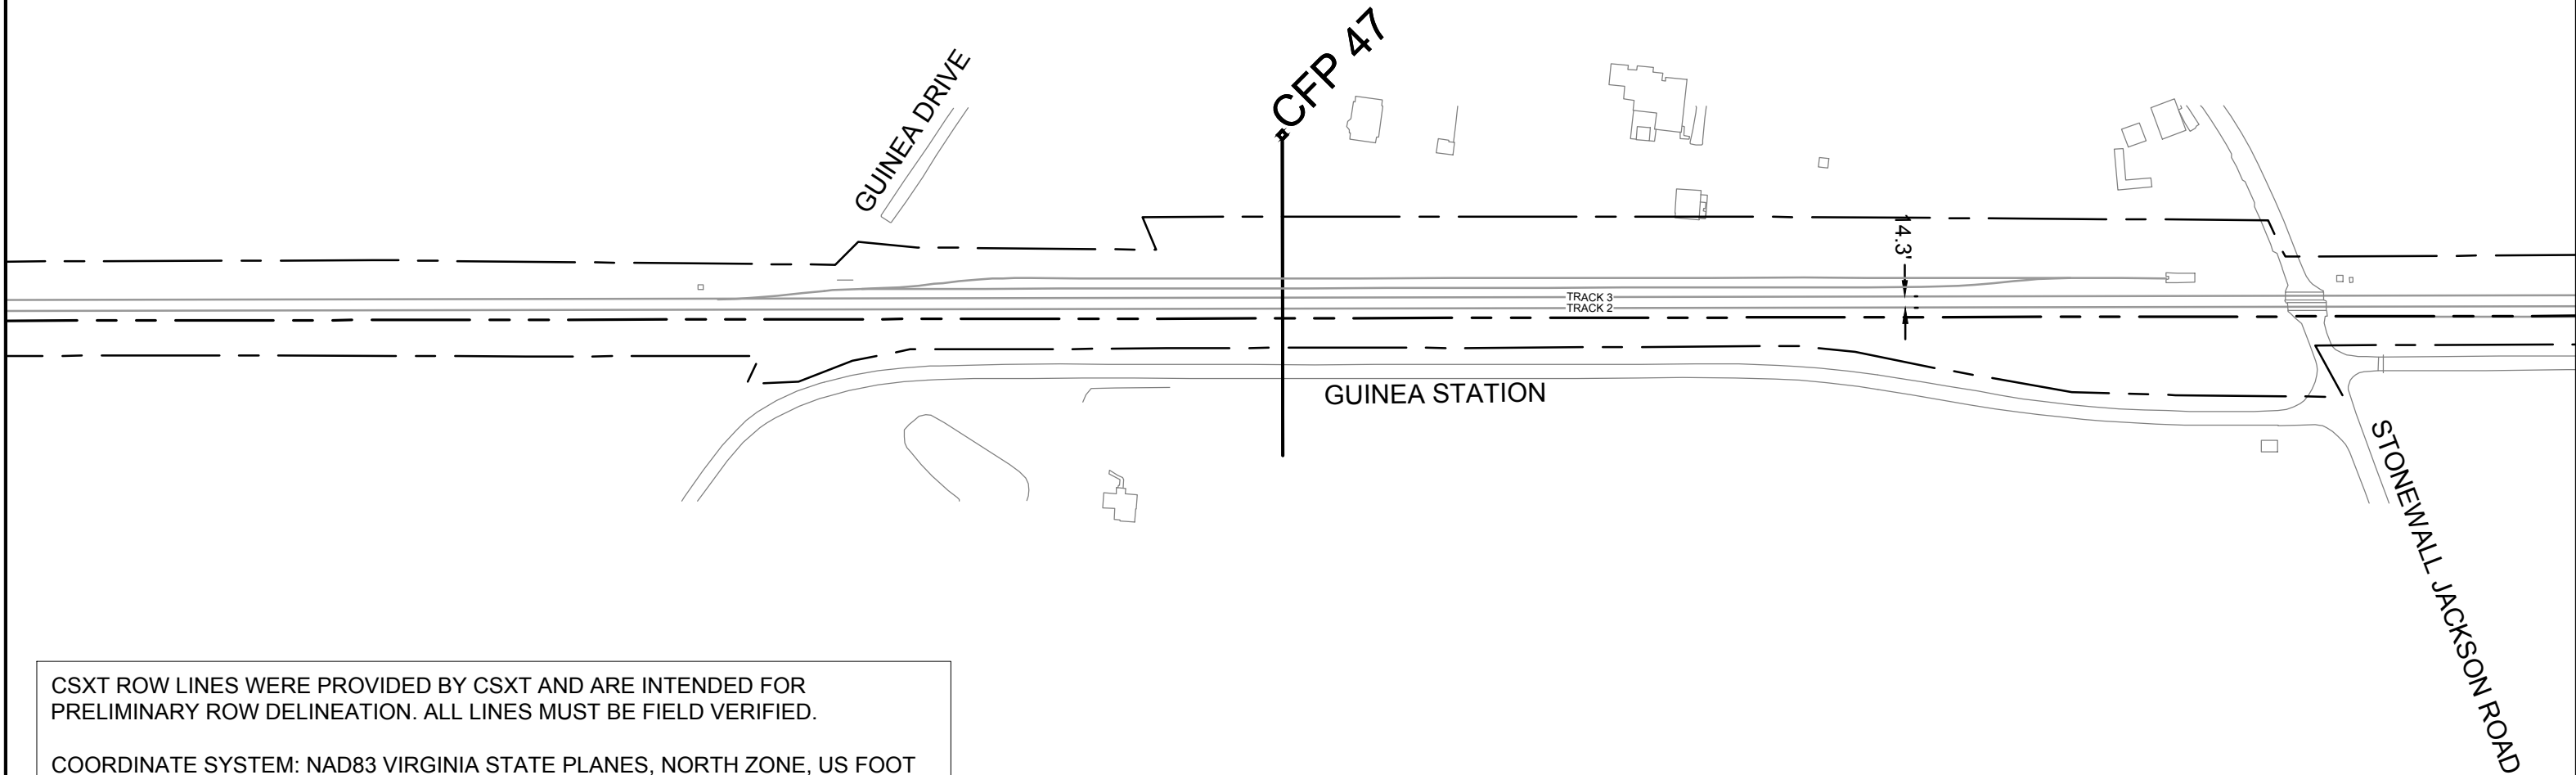 GUINEA DRIVE
CFP 47
14.3'
TRACK 3
TRACK 2
GUINEA STATION
STONEWALL JACKSON ROAD
CSXT ROW LINES WERE PROVIDED BY CSXT AND ARE INTENDED FOR
PRELIMINARY ROW DELINEATION. ALL LINES MUST BE FIELD VERIFIED.
COORDINATE SYSTEM: NAD83 VIRGINIA STATE PLANES, NORTH ZONE, US FOOT